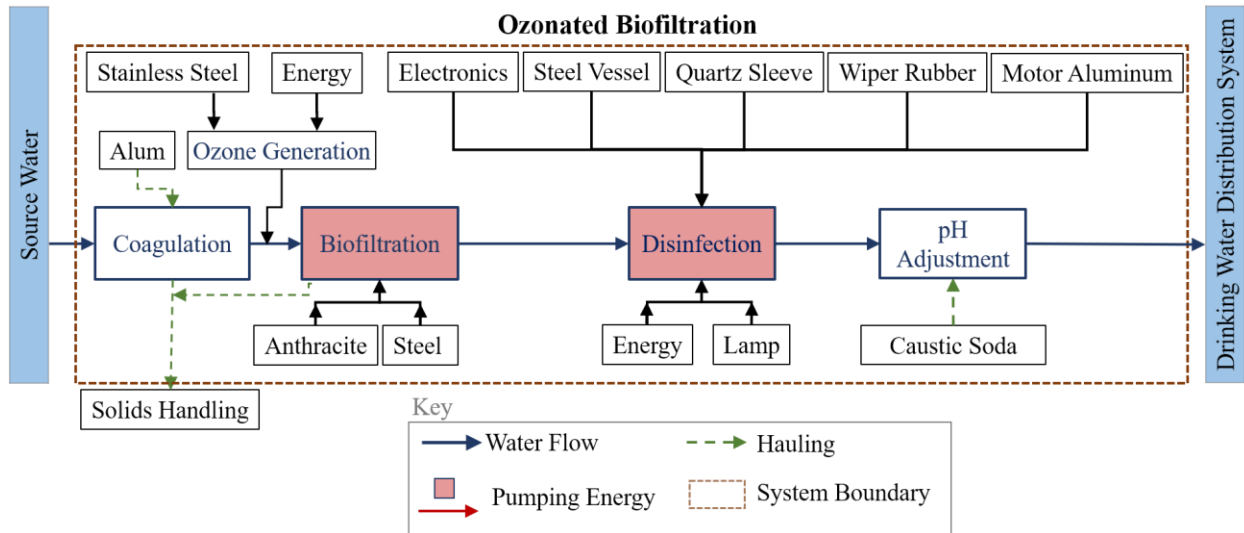 Ozonated Biofiltration
Source Water
Stainless Steel
Energy
Electronics
Steel Vessel
Quartz Sleeve
Wiper Rubber
Motor Aluminum
Alum
Ozone Generation
Coagulation
Biofiltration
Disinfection
pH
Adjustment
Anthracite
Steel
Energy
Lamp
Caustic Soda
Solids Handling
Drinking Water Distribution System
Key
Water Flow
Hauling
Pumping Energy
System Boundary